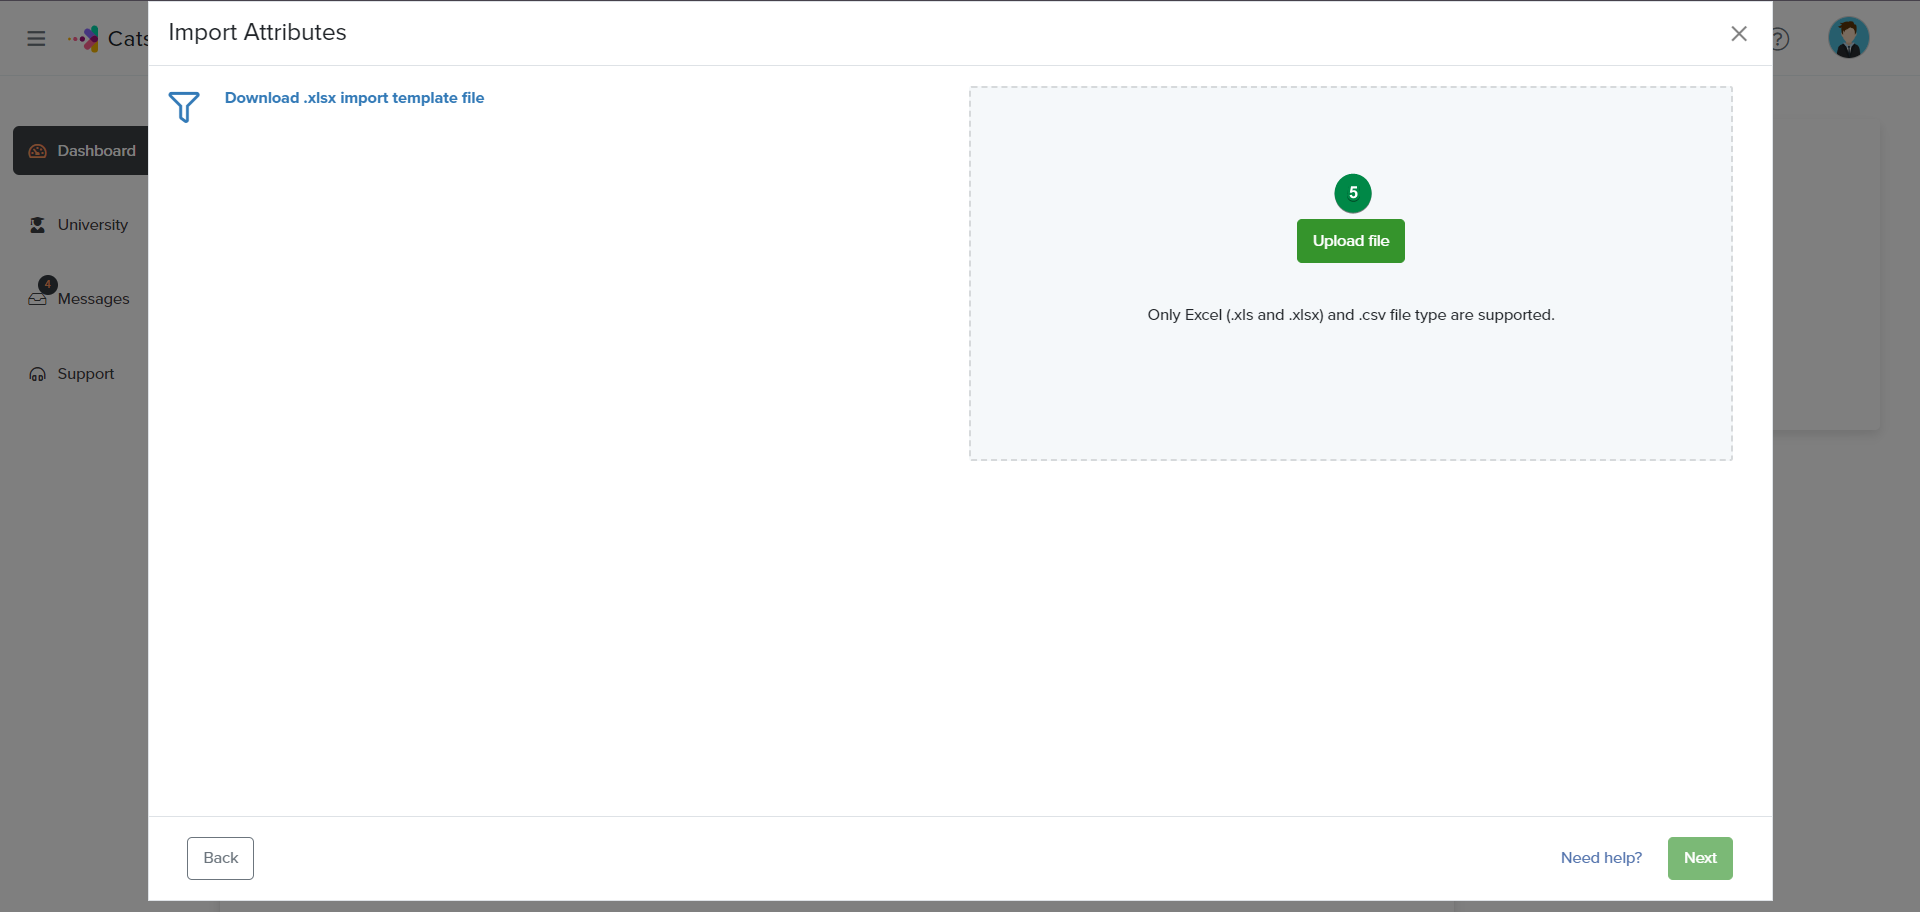 Import Attributes
Cats
?
Download .xlsx import template file
Dashboard
5
Upload file
University
4
Messages
Only Excel (.xls and .xlsx) and .csv file type are supported.
Support
Back
Need help?
Next